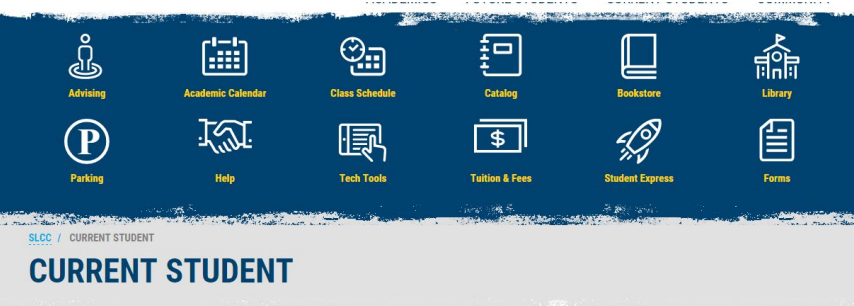 Advising Academic Calendar Class Schedule Catalog Bookstore Library
P $
Parking Help Tech Tools Tuition & Fees Student Express Forms
SLCC / CURRENT STUDENT
CURRENT STUDENT